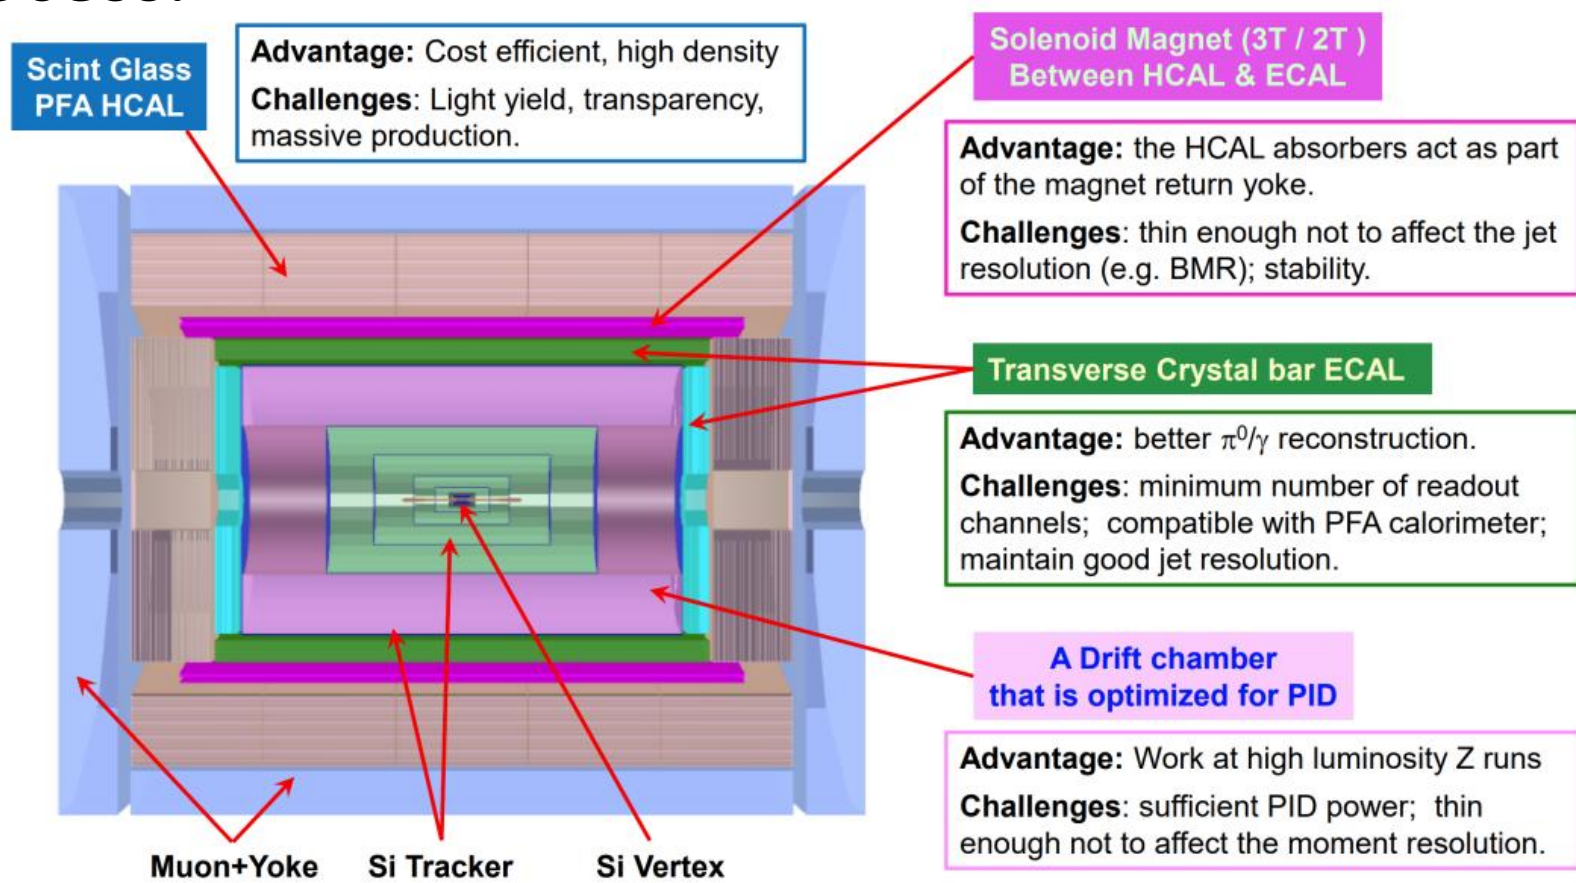 Scint Glass
PFA HCAL
Advantage: Cost efficient, high density
Challenges: Light yield, transparency,
massive production.
Solenoid Magnet (3T / 2T )
Between HCAL & ECAL
Advantage: the HCAL absorbers act as part
of the magnet return yoke.
Challenges: thin enough not to affect the jet
resolution (e.g. BMR); stability.
Transverse Crystal bar ECAL
Advantage: better π⁰/γ reconstruction.
Challenges: minimum number of readout
channels; compatible with PFA calorimeter;
maintain good jet resolution.
A Drift chamber
that is optimized for PID
Advantage: Work at high luminosity Z runs
Challenges: sufficient PID power; thin
enough not to affect the moment resolution.
Muon+Yoke
Si Tracker
Si Vertex